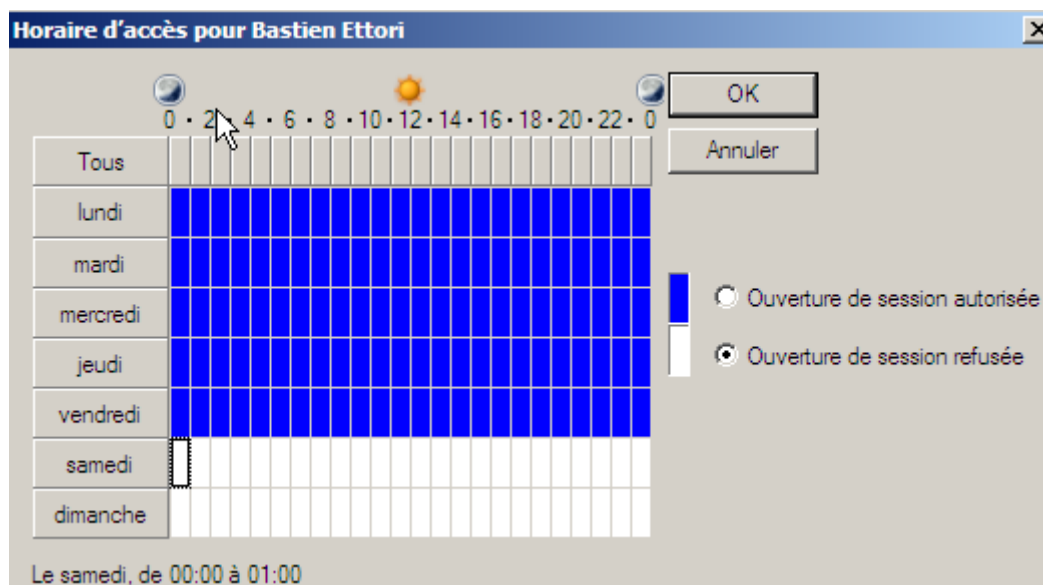 Horaire d'accès pour Bastien Ettori
0 · 2 · 4 · 6 · 8 · 10 · 12 · 14 · 16 · 18 · 20 · 22 · 0
OK
Annuler
Tous
lundi
mardi
mercredi
jeudi
vendredi
samedi
dimanche
Ouverture de session autorisée
Ouverture de session refusée
Le samedi, de 00:00 à 01:00